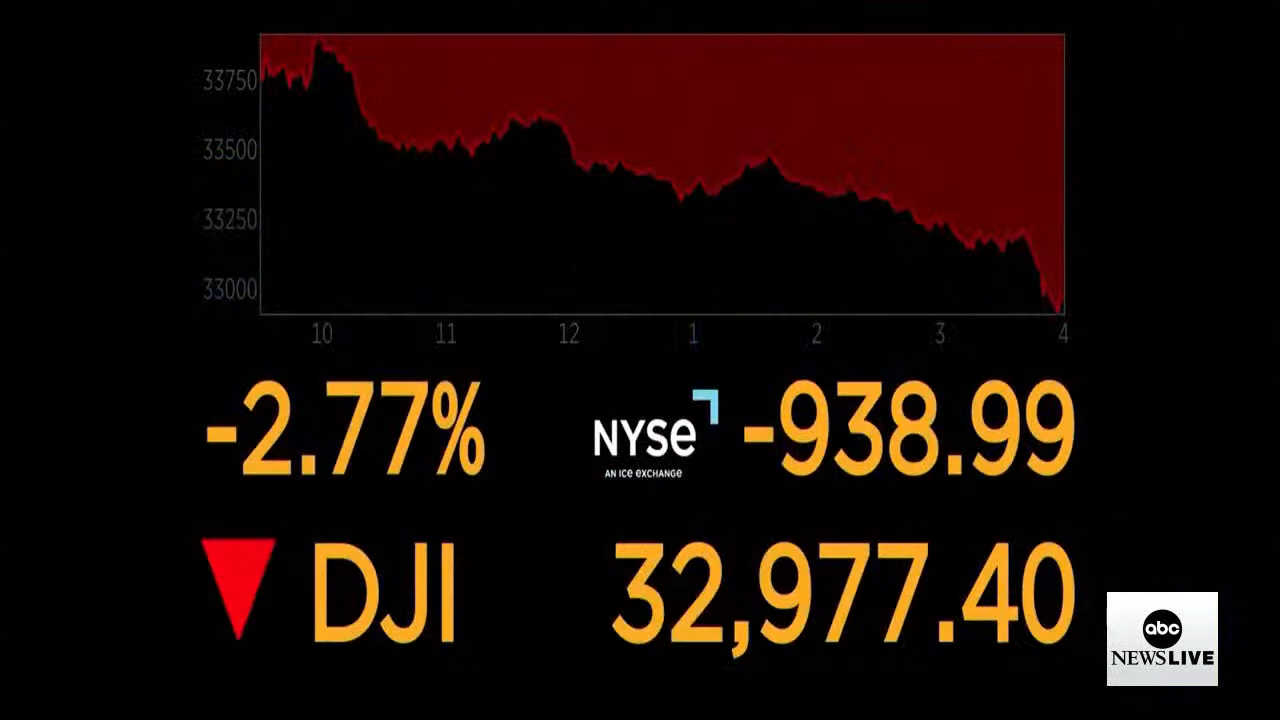 33750
33500
33250
33000
10 11 12 1 2 3 4
-2.77% NYSE -938.99
AN ICE EXCHANGE
DJI 32,977.40
abc
NEWSLIVE